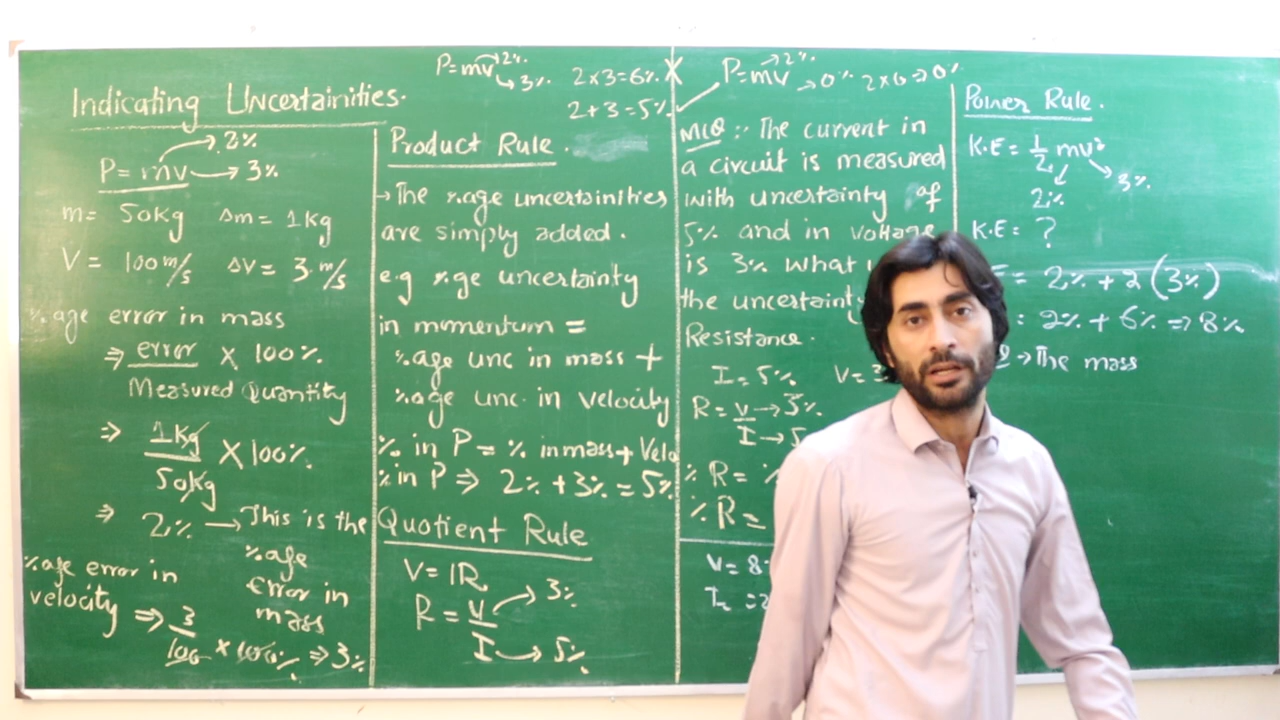 Indicating Uncertainities.
P=mv → 2%
→ 3%
m= 50kg Δm= 1kg
V= 100m/s Δv= 3 m/s
%age error in mass
⇒ error / Measured Quantity × 100%
⇒ 1kg / 50kg × 100%.
⇒ 2% → This is the
%age
error in
mass
%age error in
velocity ⇒ 3/100 × 100% ⇒ 3%
P=mv → 2%
→ 3% 2×3=6% X
2+3=5%
Product Rule.
→ The %age uncertainities
are simply added.
e.g %ge uncertainty
in momentum =
%age unc in mass +
%age unc. in velocity
% in P = % in mass + Velo
% in P ⇒ 2% + 3% = 5%
Quotient Rule
V=IR
R = V/I → 3%
→ 5%
P=mv → 2%
→ 0% 2×0 ⇒ 0%
MCQ :- The current in
a circuit is measured
with uncertainty of
5% and in voltage
is 3% what
the uncertainty
Resistance.
I = 5% V = 3
R = V/I → 3%.
→ 5
% R = %
% R =
V = 8
Power Rule.
K.E = 1/2 mv²
2% 3%
K.E = ?
= 2% + 2 (3%)
: 2% + 6% ⇒ 8%
→ The mass